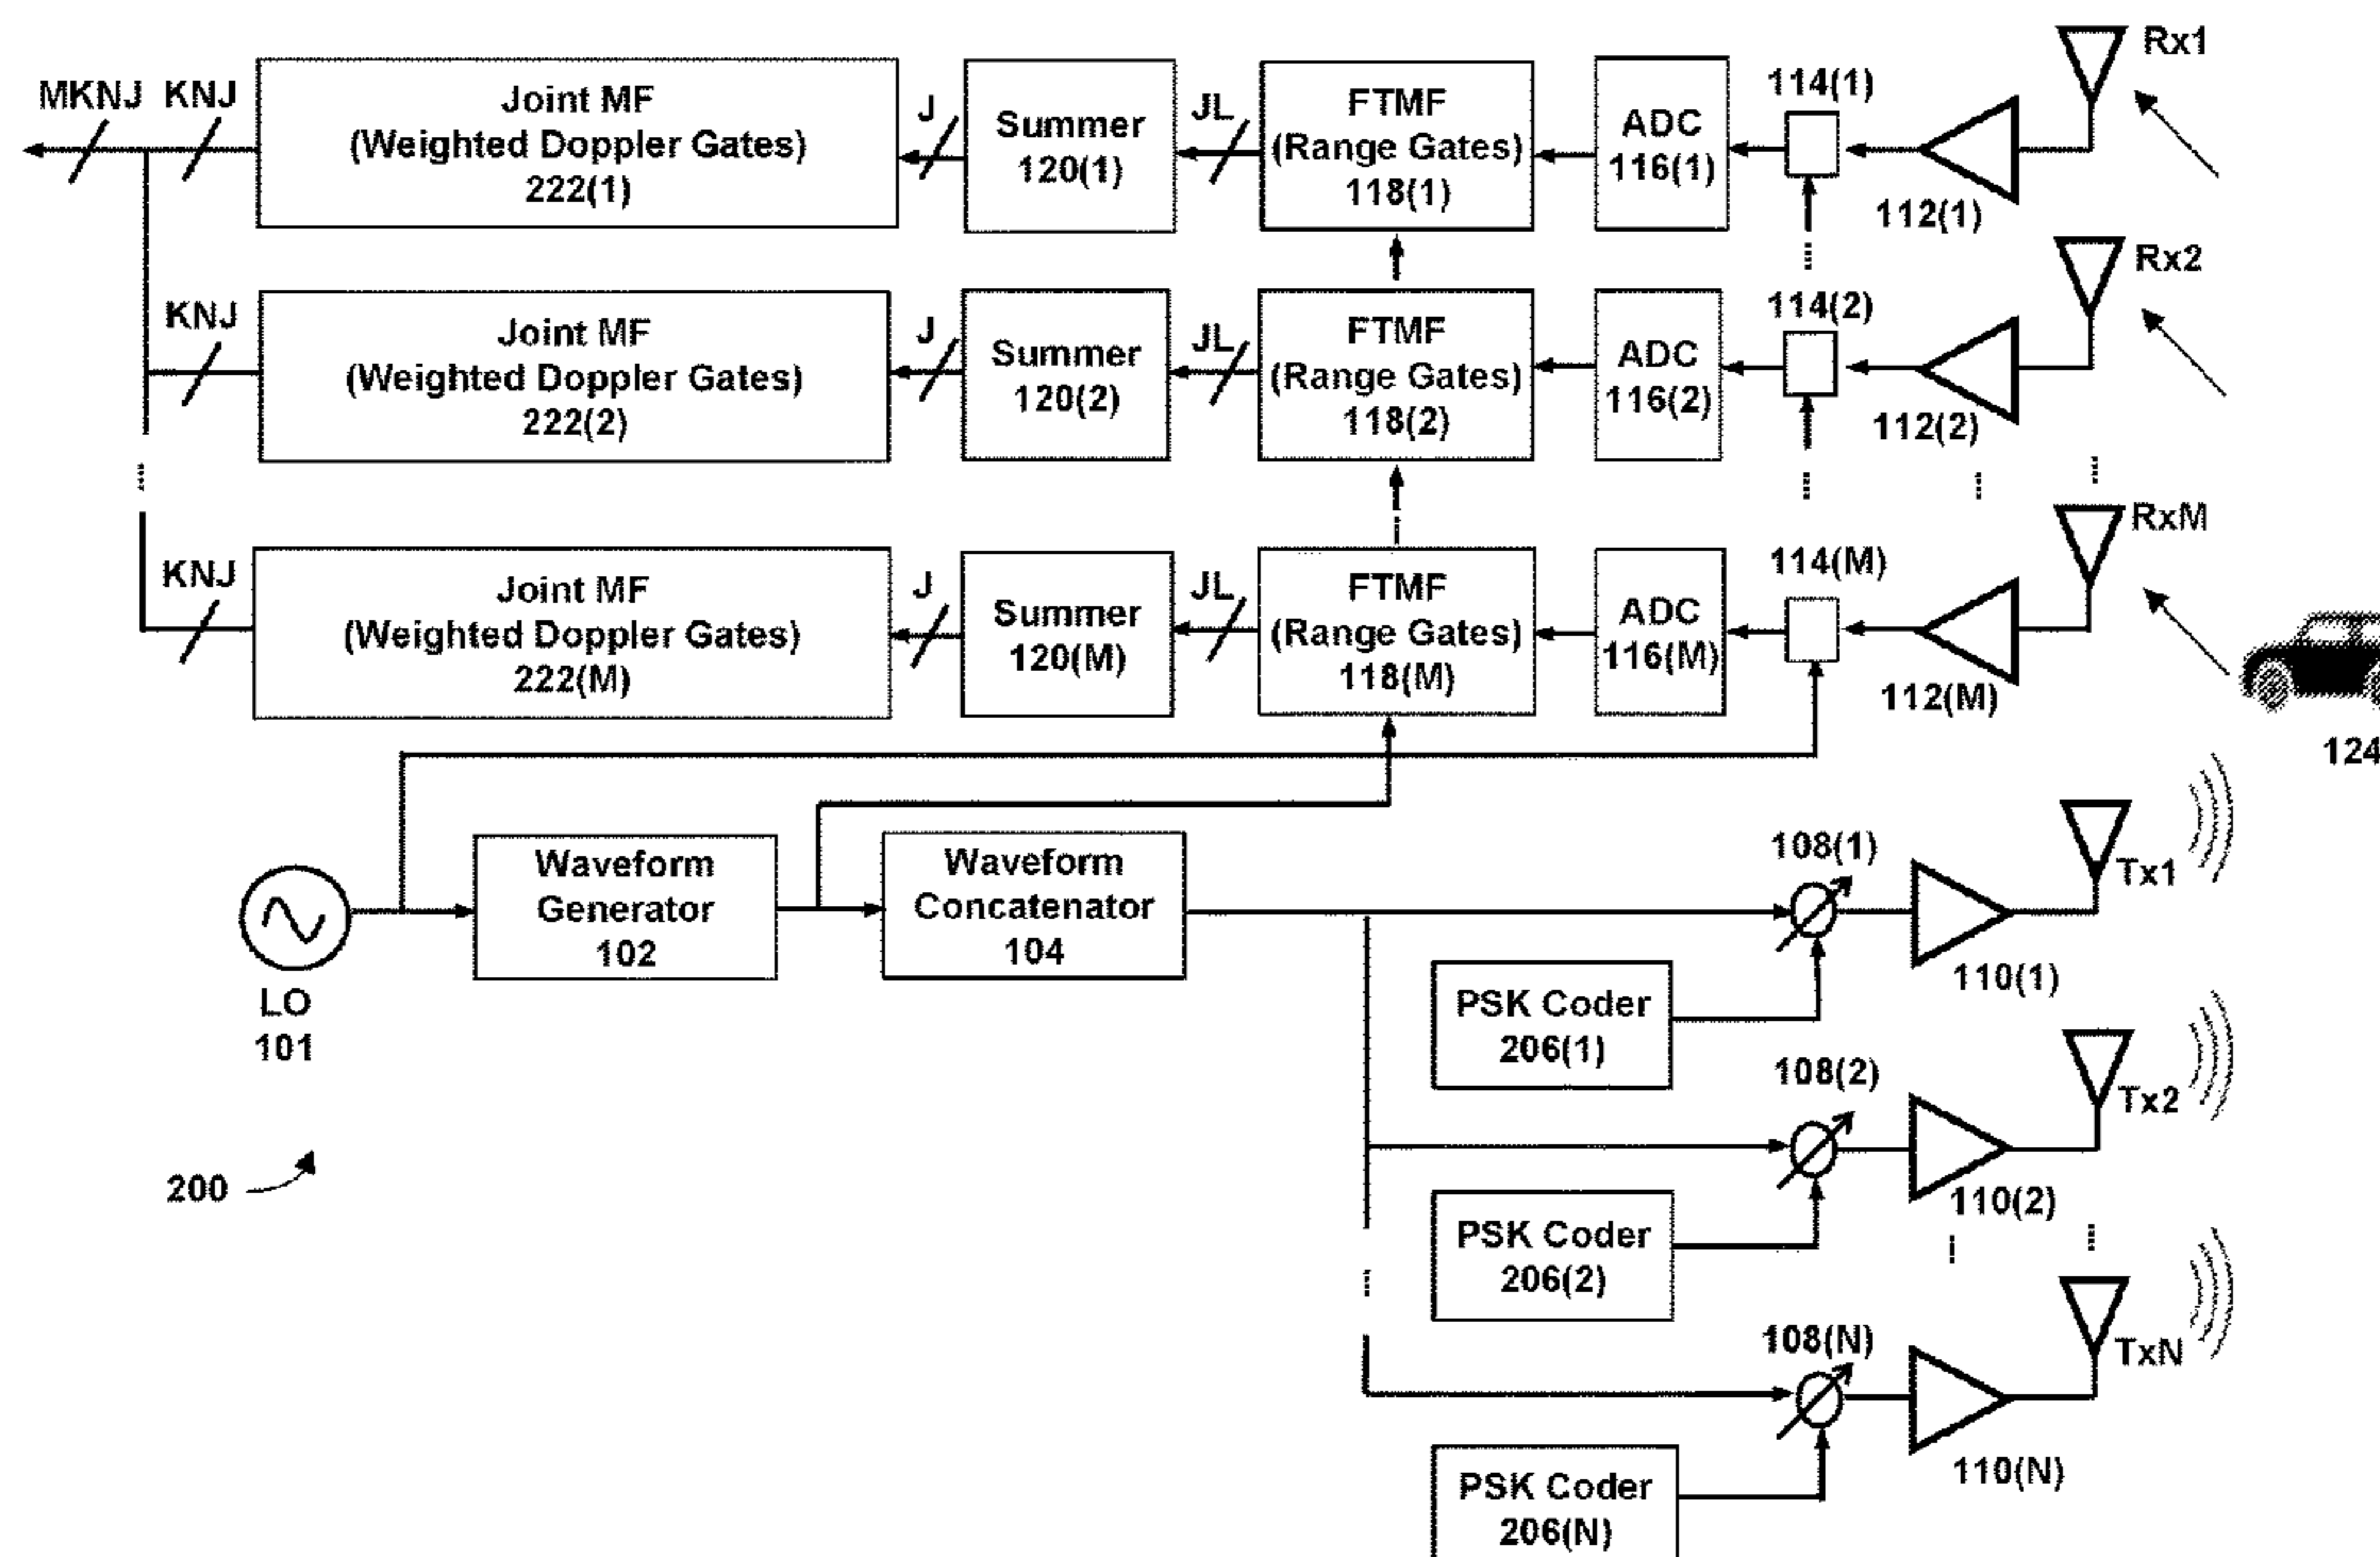 MKNJ KNJ
Joint MF
(Weighted Doppler Gates)
222(1)
J
Summer
120(1)
JL
FTMF
(Range Gates)
118(1)
ADC
116(1)
114(1)
112(1)
Rx1
KNJ
Joint MF
(Weighted Doppler Gates)
222(2)
J
Summer
120(2)
JL
FTMF
(Range Gates)
118(2)
ADC
116(2)
114(2)
112(2)
Rx2
KNJ
Joint MF
(Weighted Doppler Gates)
222(M)
J
Summer
120(M)
JL
FTMF
(Range Gates)
118(M)
ADC
116(M)
114(M)
112(M)
RxM
124
LO
101
Waveform
Generator
102
Waveform
Concatenator
104
108(1)
Tx1
110(1)
PSK Coder
206(1)
108(2)
Tx2
110(2)
PSK Coder
206(2)
108(N)
TxN
110(N)
PSK Coder
206(N)
200